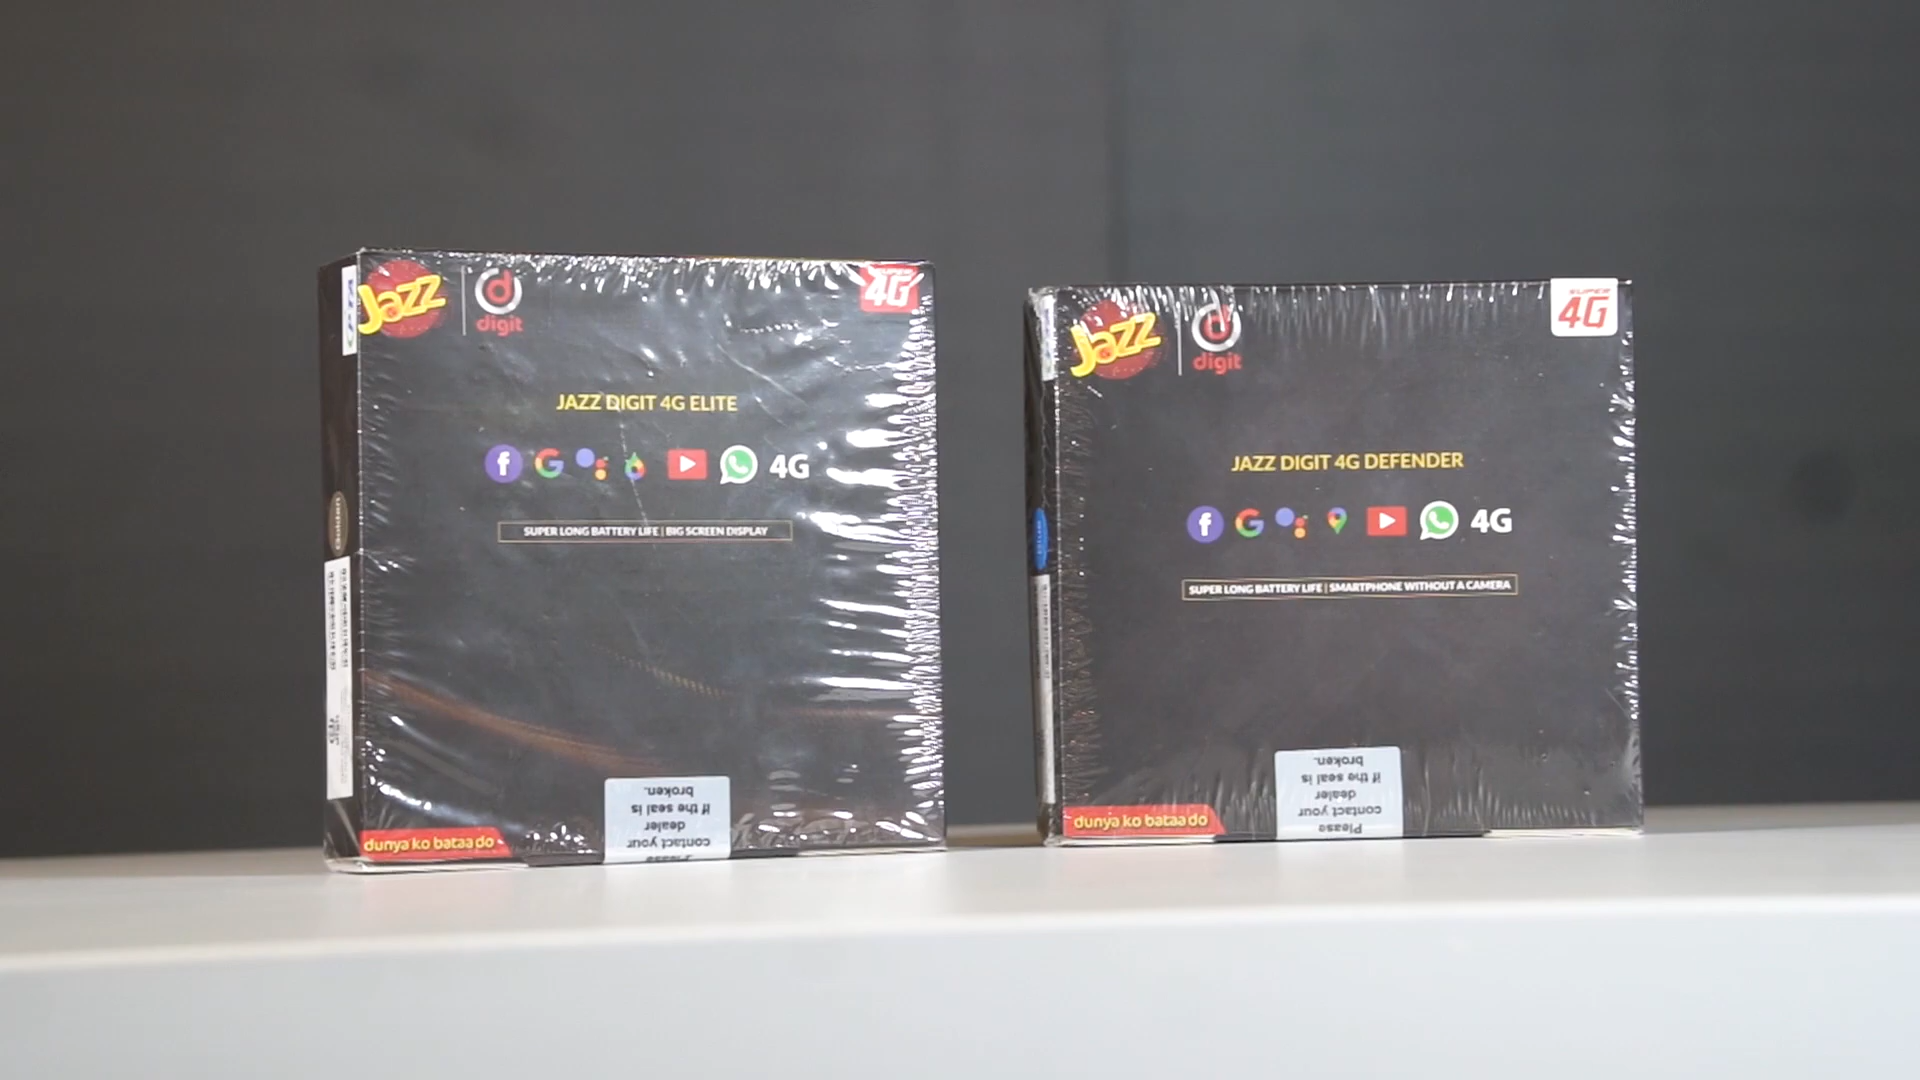 Jazz
digit
SUPER
4G
JAZZ DIGIT 4G ELITE
4G
SUPER LONG BATTERY LIFE | BIG SCREEN DISPLAY
Please
contact your
dealer
if the seal is
broken.
dunya ko bataa do
Jazz
digit
SUPER
4G
JAZZ DIGIT 4G DEFENDER
4G
SUPER LONG BATTERY LIFE | SMARTPHONE WITHOUT A CAMERA
Please
contact your
dealer
if the seal is
broken.
dunya ko bataa do